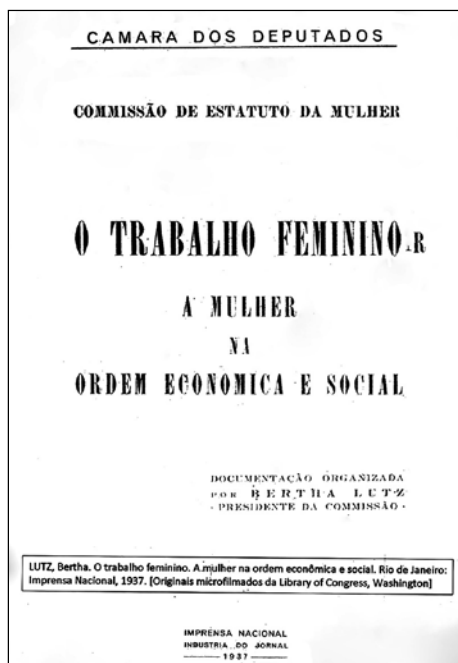 CAMARA DOS DEPUTADOS
COMMISSÃO DE ESTATUTO DA MULHER
O TRABALHO FEMININO-R
A MULHER
NA
ORDEM ECONOMICA E SOCIAL
DOCUMENTAÇÃO ORGANIZADA
POR BERTHA LUTZ
- PRESIDENTE DA COMMISSÃO -
LUTZ, Bertha. O trabalho feminino. A mulher na ordem econômica e social. Rio de Janeiro:
Imprensa Nacional, 1937. [Originais microfilmados da Library of Congress, Washington]
IMPRENSA NACIONAL
INDUSTRIA DO JORNAL
1937